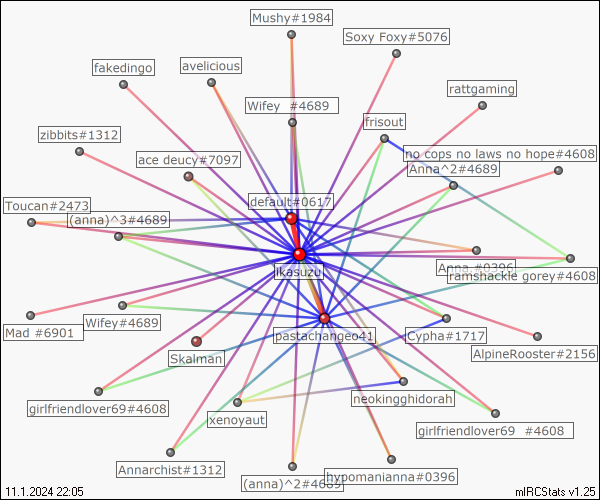 Mushy#1984
Soxy Foxy#5076
fakedingo
avelicious
rattgaming
Wifey  #4689
frisout
zibbits#1312
no cops no laws no hope#4608
ace deucy#7097
Anna^2#4689
default#0617
Toucan#2473
(anna)^3#4689
Anna #0396
ikasuzu
ramshackle gorey#4608
Mad #6901
Wifey#4689
pastachangeo41
Cypha#1717
Skalman
AlpineRooster#2156
neokingghidorah
girlfriendlover69#4608
xenoyaut
girlfriendlover69  #4608
Annarchist#1312
hypomanianna#0396
(anna)^2#4689
11.1.2024 22:05
mIRCStats v1.25